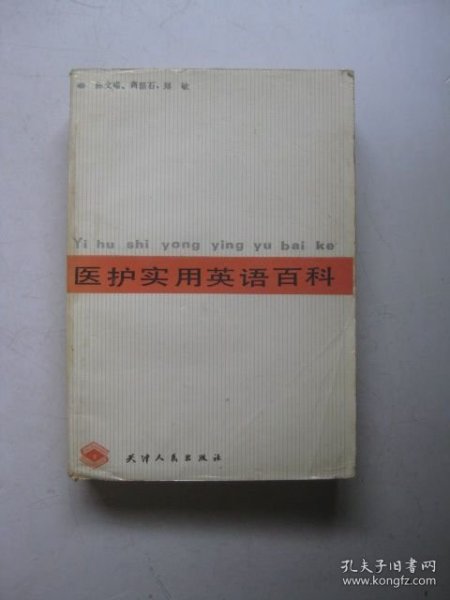 Yi hu shi yong ying yu bai ke
医护实用英语百科
天津人民出版社
孔夫子旧书网
www.kongfz.com